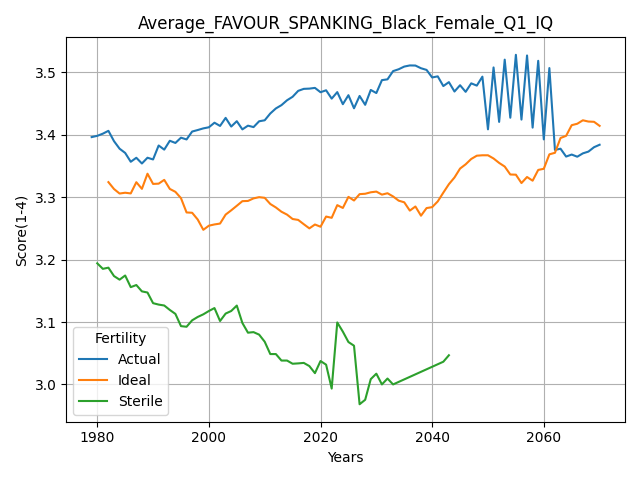 Average_FAVOUR_SPANKING_Black_Female_Q1_IQ
Score(1-4)
3.5
3.4
3.3
3.2
3.1
3.0
Fertility
Actual
Ideal
Sterile
1980 2000 2020 2040 2060
Years